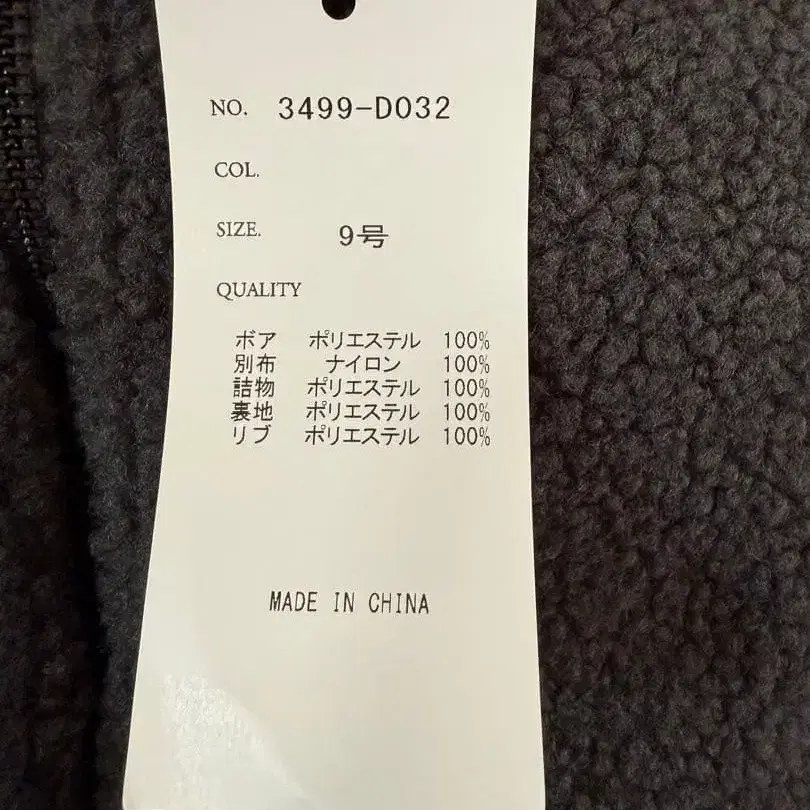 NO. 3499-D032
COL.
SIZE. 9号
QUALITY
ボア ポリエステル 100%
別布 ナイロン 100%
詰物 ポリエステル 100%
裏地 ポリエステル 100%
リブ ポリエステル 100%
MADE IN CHINA